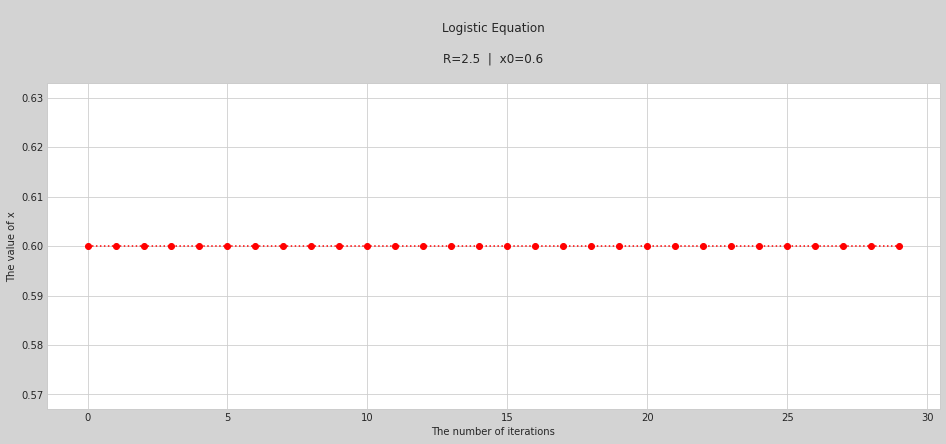 Logistic Equation
R=2.5 | x0=0.6
0.63
0.62
0.61
0.60
0.59
0.58
0.57
The value of x
0 5 10 15 20 25 30
The number of iterations